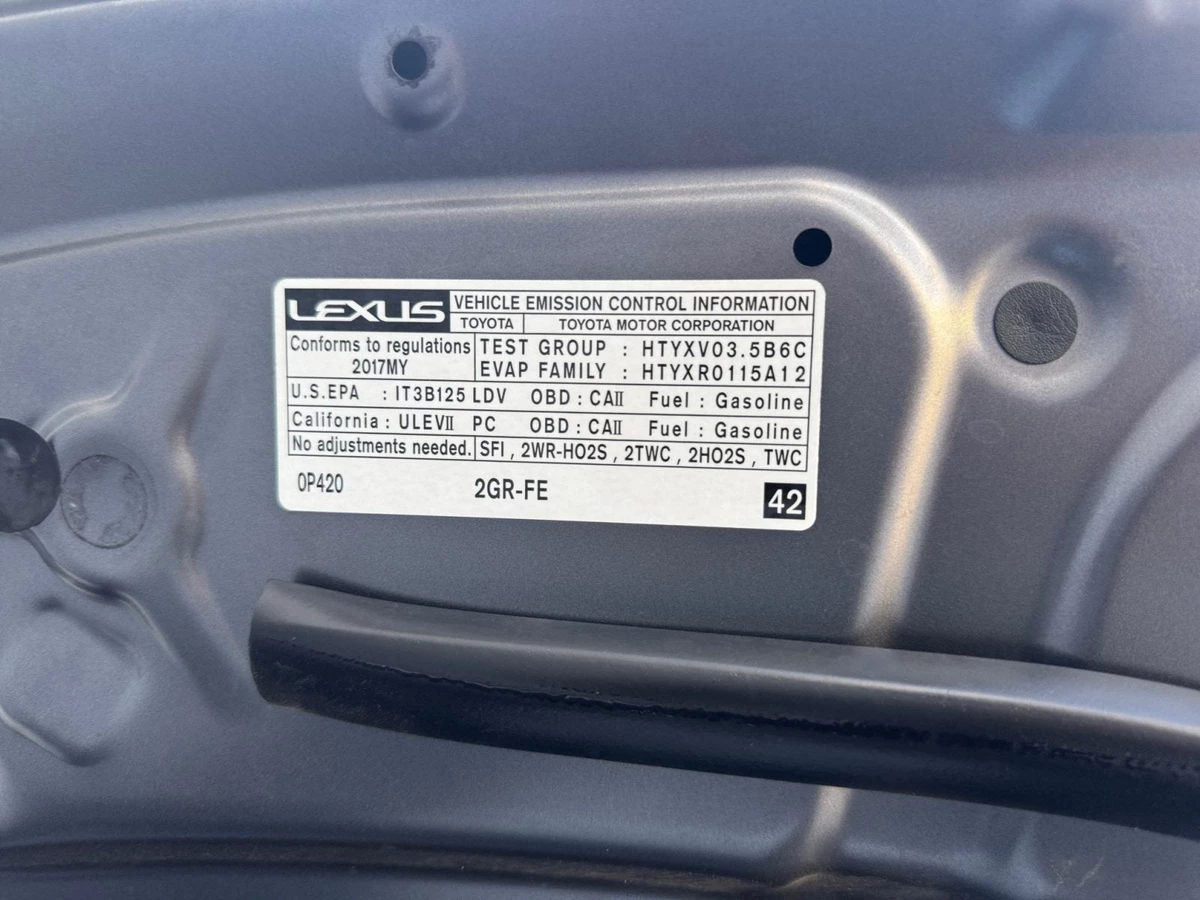 LEXUS VEHICLE EMISSION CONTROL INFORMATION
TOYOTA TOYOTA MOTOR CORPORATION
Conforms to regulations TEST GROUP : HTYXV03.5B6C
2017MY EVAP FAMILY : HTYXR0115A12
U.S.EPA : IT3B125 LDV OBD : CAII Fuel : Gasoline
California : ULEVII PC OBD : CAII Fuel : Gasoline
No adjustments needed. SFI , 2WR-HO2S , 2TWC , 2HO2S , TWC
0P420 2GR-FE 42